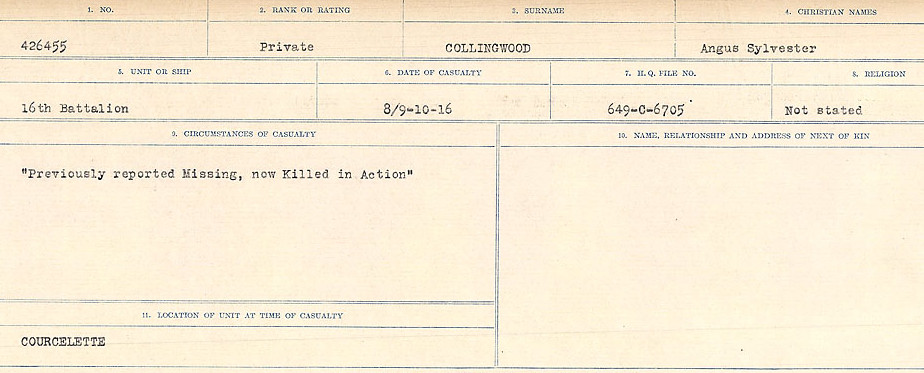 1. NO. 2. RANK OR RATING 3. SURNAME 4. CHRISTIAN NAMES
426455 Private COLLINGWOOD Angus Sylvester
5. UNIT OR SHIP 6. DATE OF CASUALTY 7. H.Q. FILE NO. 8. RELIGION
16th Battalion 8/9-10-16 649-C-6705 Not stated
9. CIRCUMSTANCES OF CASUALTY 10. NAME, RELATIONSHIP AND ADDRESS OF NEXT OF KIN
"Previously reported Missing, now Killed in Action"
11. LOCATION OF UNIT AT TIME OF CASUALTY
COURCELETTE